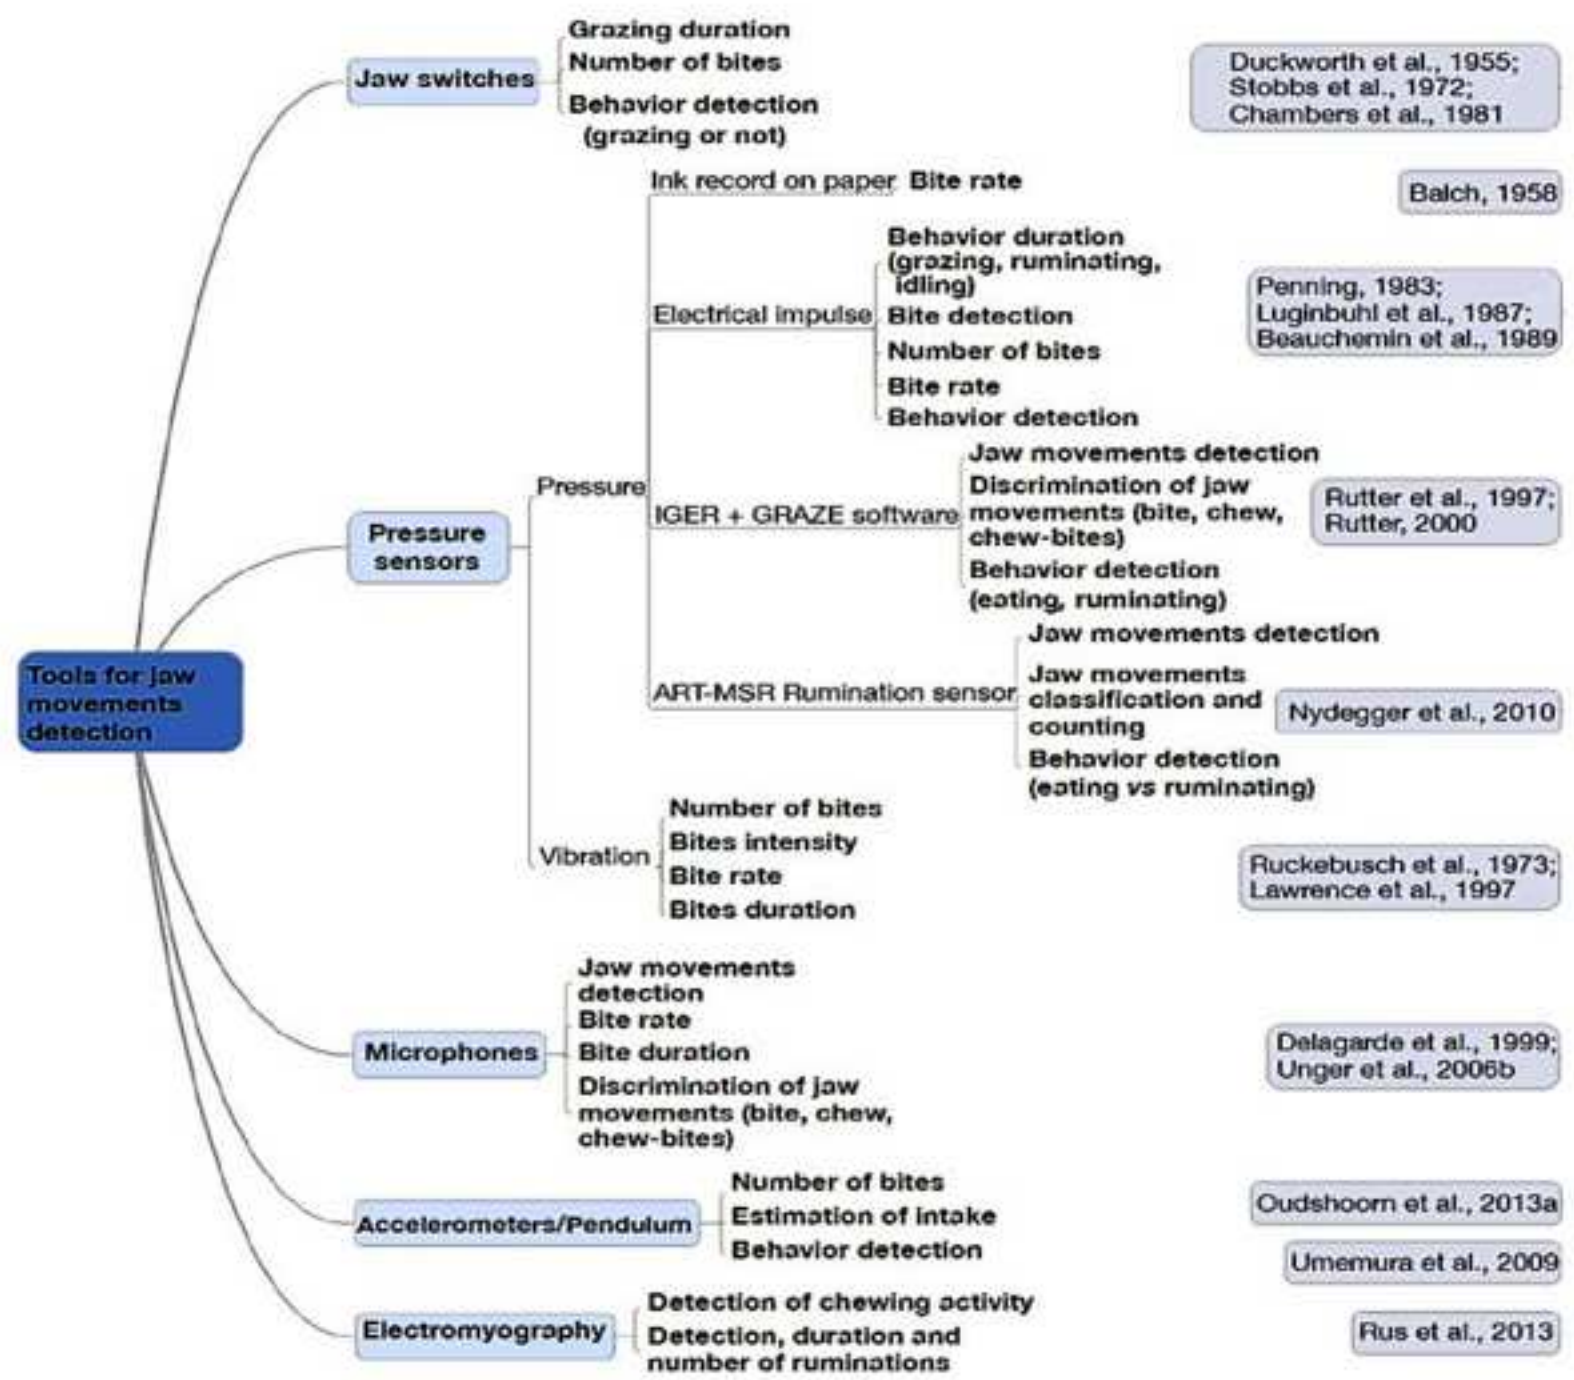 Grazing duration
Number of bites
Jaw switches
Behavior detection
(grazing or not)
Duckworth et al., 1955;
Stobbs et al., 1972;
Chambers et al., 1981
Ink record on paper
Bite rate
Balch, 1958
Behavior duration
(grazing, ruminating,
idling)
Electrical impulse
Bite detection
Number of bites
Bite rate
Behavior detection
Penning, 1983;
Luginbuhl et al., 1987;
Beauchemin et al., 1989
Pressure
Jaw movements detection
IGER + GRAZE software
Discrimination of jaw
movements (bite, chew,
chew-bites)
Behavior detection
(eating, ruminating)
Rutter et al., 1997;
Rutter, 2000
Pressure
sensors
Jaw movements detection
ART-MSR Rumination sensor
Jaw movements
classification and
counting
Behavior detection
(eating vs ruminating)
Nydegger et al., 2010
Tools for jaw
movements
detection
Vibration
Number of bites
Bites intensity
Bite rate
Bites duration
Ruckebusch et al., 1973;
Lawrence et al., 1997
Microphones
Jaw movements
detection
Bite rate
Bite duration
Discrimination of jaw
movements (bite, chew,
chew-bites)
Delagarde et al., 1999;
Unger et al., 2006b
Accelerometers/Pendulum
Number of bites
Estimation of intake
Behavior detection
Oudshoorn et al., 2013a
Umemura et al., 2009
Electromyography
Detection of chewing activity
Detection, duration and
number of ruminations
Rus et al., 2013